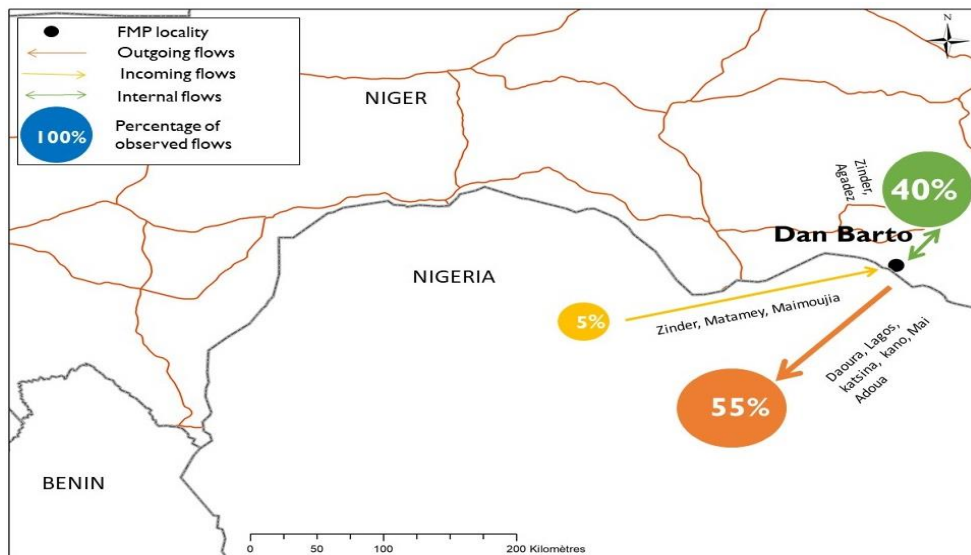 FMP locality
Outgoing flows
Incoming flows
Internal flows
100%
Percentage of
observed flows
N
NIGER
Zinder,
Agadez
40%
Dan Barto
NIGERIA
5%
Zinder, Matamey, Maimoujia
Daoura, Lagos,
katsina, kano, Mai
Adoua
55%
BENIN
0 50 100 200 Kilomètres